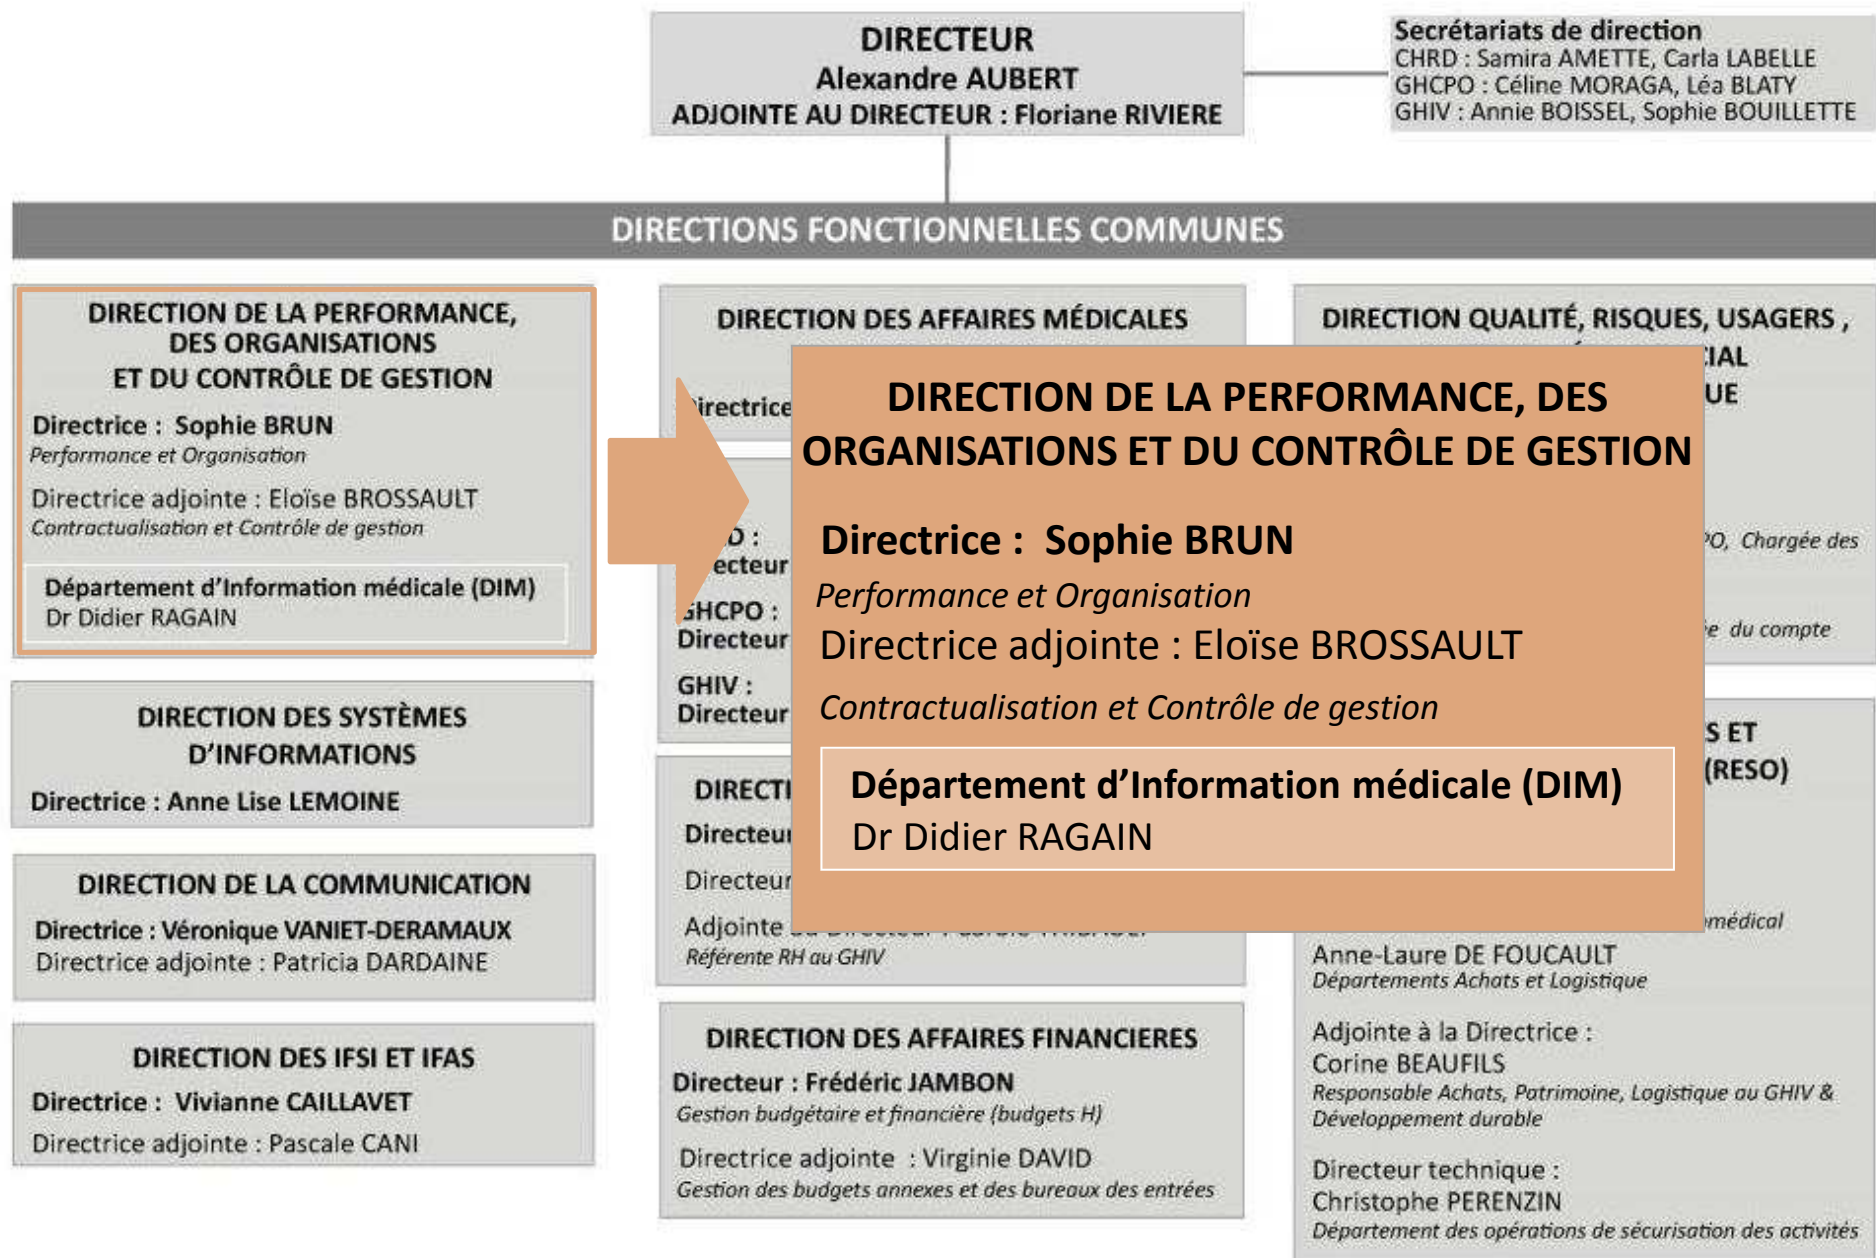 DIRECTEUR
Alexandre AUBERT
ADJOINTE AU DIRECTEUR : Floriane RIVIERE
Secrétariats de direction
CHRD : Samira AMETTE, Carla LABELLE
GHCPO : Céline MORAGA, Léa BLATY
GHIV : Annie BOISSEL, Sophie BOUILLETTE
DIRECTIONS FONCTIONNELLES COMMUNES
DIRECTION DE LA PERFORMANCE,
DES ORGANISATIONS
ET DU CONTRÔLE DE GESTION
Directrice : Sophie BRUN
Performance et Organisation
Directrice adjointe : Eloïse BROSSAULT
Contractualisation et Contrôle de gestion
Département d'Information médicale (DIM)
Dr Didier RAGAIN
DIRECTION DES SYSTÈMES
D'INFORMATIONS
Directrice : Anne Lise LEMOINE
DIRECTION DE LA COMMUNICATION
Directrice : Véronique VANIET-DERAMAUX
Directrice adjointe : Patricia DARDAINE
DIRECTION DES IFSI ET IFAS
Directrice : Vivianne CAILLAVET
Directrice adjointe : Pascale CANI
DIRECTION DES AFFAIRES MÉDICALES
GHCPO :
Directeur
GHIV :
Directeur
Directeur
Adjointe
Référente RH au GHIV
DIRECTION DES AFFAIRES FINANCIERES
Directeur : Frédéric JAMBON
Gestion budgétaire et financière (budgets H)
Directrice adjointe : Virginie DAVID
Gestion des budgets annexes et des bureaux des entrées
DIRECTION DE LA PERFORMANCE, DES
ORGANISATIONS ET DU CONTRÔLE DE GESTION
Directrice : Sophie BRUN
Performance et Organisation
Directrice adjointe : Eloïse BROSSAULT
Contractualisation et Contrôle de gestion
Département d'Information médicale (DIM)
Dr Didier RAGAIN
DIRECTION QUALITÉ, RISQUES, USAGERS ,
Chargée des
du compte
ET
(RESO)
Anne-Laure DE FOUCAULT
Départements Achats et Logistique
Adjointe à la Directrice :
Corine BEAUFILS
Responsable Achats, Patrimoine, Logistique au GHIV &
Développement durable
Directeur technique :
Christophe PERENZIN
Département des opérations de sécurisation des activités